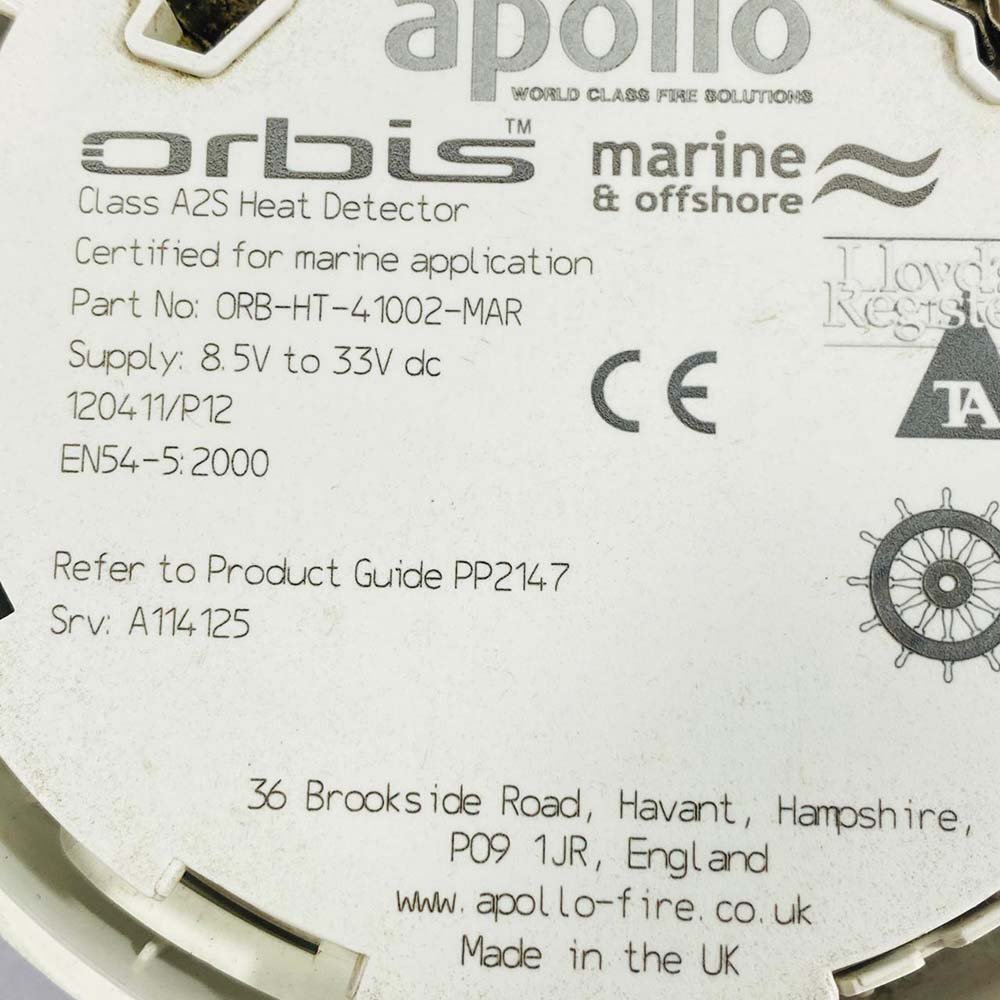 apollo
WORLD CLASS FIRE SOLUTIONS
orbis™
marine
& offshore
Class A2S Heat Detector
Certified for marine application
Lloyd's
Register
Part No: ORB-HT-41002-MAR
Supply: 8.5V to 33V dc
CE
TA
120411/P12
EN54-5:2000
Refer to Product Guide PP2147
Srv: A114125
36 Brookside Road, Havant, Hampshire,
PO9 1JR, England
www.apollo-fire.co.uk
Made in the UK